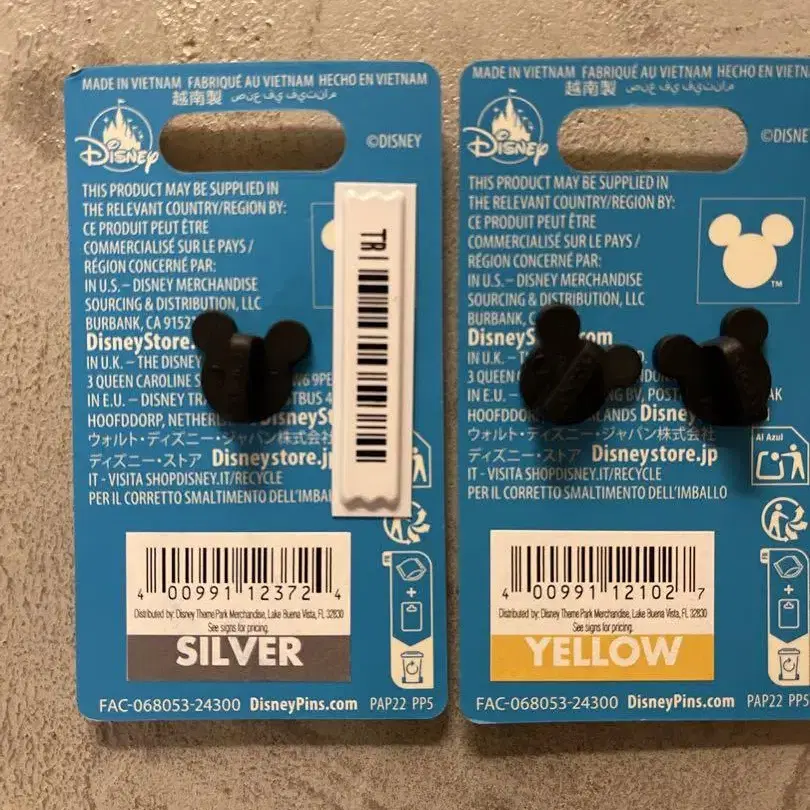 MADE IN VIETNAM FABRIQUÉ AU VIETNAM HECHO EN VIETNAM
越南製
Disney
©DISNEY
THIS PRODUCT MAY BE SUPPLIED IN
THE RELEVANT COUNTRY/REGION BY:
CE PRODUIT PEUT ÊTRE
COMMERCIALISÉ SUR LE PAYS /
RÉGION CONCERNÉ PAR:
IN U.S. – DISNEY MERCHANDISE
SOURCING & DISTRIBUTION, LLC
BURBANK, CA
DisneyStore.
IN U.K. – THE DISNEY
3 QUEEN CAROLINE
IN E.U. – DISNEY
HOOFDDORP,
ウォルト・ディズニー・ジャパン株式会社
ディズニー・ストア Disneystore.j
IT - VISITA SHOPDISNEY.IT/RECYCLE
PER IL CORRETTO SMALTIMENTO DELL'IMBAL
TR
4 00991 12372 4
Distributed by: Disney Theme Park Merchandise, Lake Buena Vista, FL 32830
See signs for pricing.
SILVER
FAC-068053-24300 DisneyPins.com PAP22 PP5
MADE IN VIETNAM FABRIQUÉ AU VIETNAM HECHO EN VIETN
越南製
Disney
©DISNE
THIS PRODUCT MAY BE SUPPLIED IN
THE RELEVANT COUNTRY/REGION BY:
CE PRODUIT PEUT ÊTRE
COMMERCIALISÉ SUR LE PAYS /
RÉGION CONCERNÉ PAR:
IN U.S. – DISNEY MERCHANDISE
SOURCING & DISTRIBUTION, LLC
TM
BURBANK,
.com
IN U.K. –
3 QUEEN
IN E.U. – BV,
HOOFDDORP,
ウォルト・ディズニー・ジャパン株式会社
ディズニー・ストア Disneystore.jp
Al Azul
IT - VISITA SHOPDISNEY.IT/RECYCLE
PER IL CORRETTO SMALTIMENTO DELL'IMBALLO
4 00991 12102 7
Distributed by: Disney Theme Park Merchandise, Lake Buena Vista, FL 32830
See signs for pricing.
YELLOW
FAC-068053-24300 DisneyPins.com PAP22 PP5